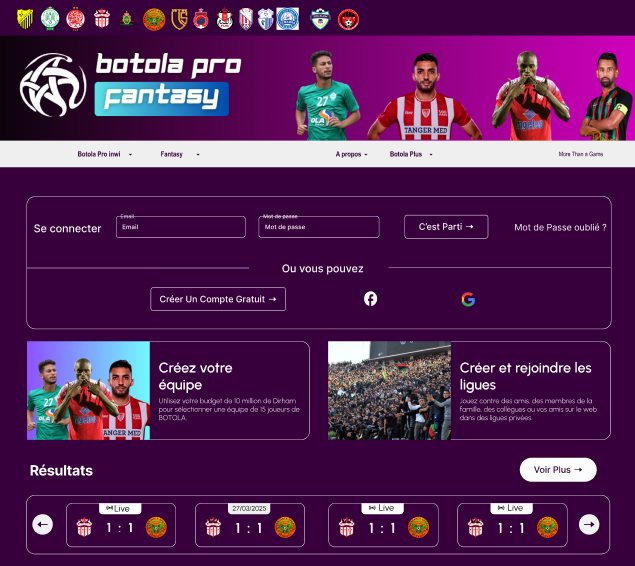 botola pro
fantasy
27
OLA
TANGER MED
Botola Pro inwi
Fantasy
A propos
Botola Plus
More Than a Game
Se connecter
Email
Email
Mot de passe
Mot de passe
C'est Parti →
Mot de Passe oublié ?
Ou vous pouvez
Créer Un Compte Gratuit →
Créez votre
équipe
Utilisez votre budget de 10 million de Dirham
pour sélectionner une équipe de 15 joueurs de
BOTOLA.
Créer et rejoindre les
ligues
Jouez contre des amis, des membres de la
famille, des collègues ou vos amis sur le web
dans des ligues privées.
Résultats
Voir Plus →
Live
1 : 1
27/03/2025
1 : 1
Live
1 : 1
Live
1 : 1